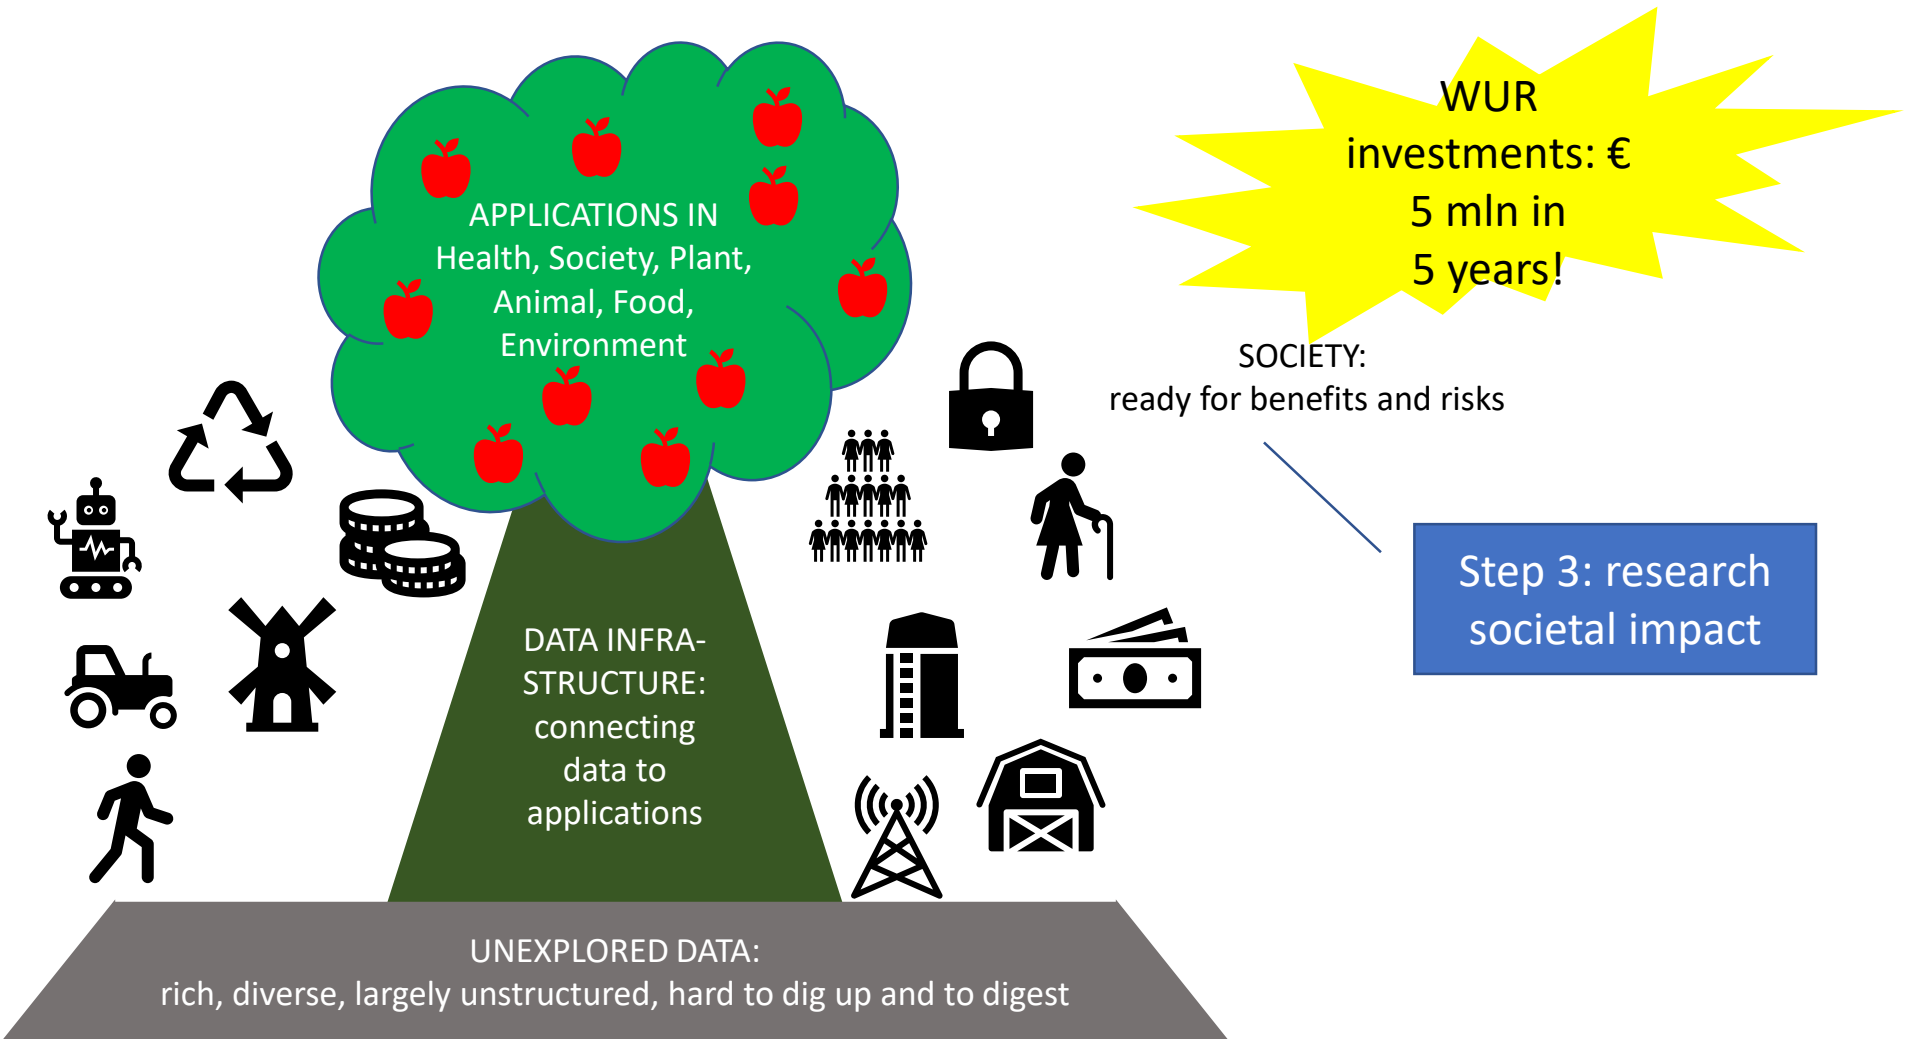 APPLICATIONS IN
Health, Society, Plant,
Animal, Food,
Environment
WUR
investments: €
5 mln in
5 years!
SOCIETY:
ready for benefits and risks
Step 3: research
societal impact
DATA INFRA-
STRUCTURE:
connecting
data to
applications
UNEXPLORED DATA:
rich, diverse, largely unstructured, hard to dig up and to digest